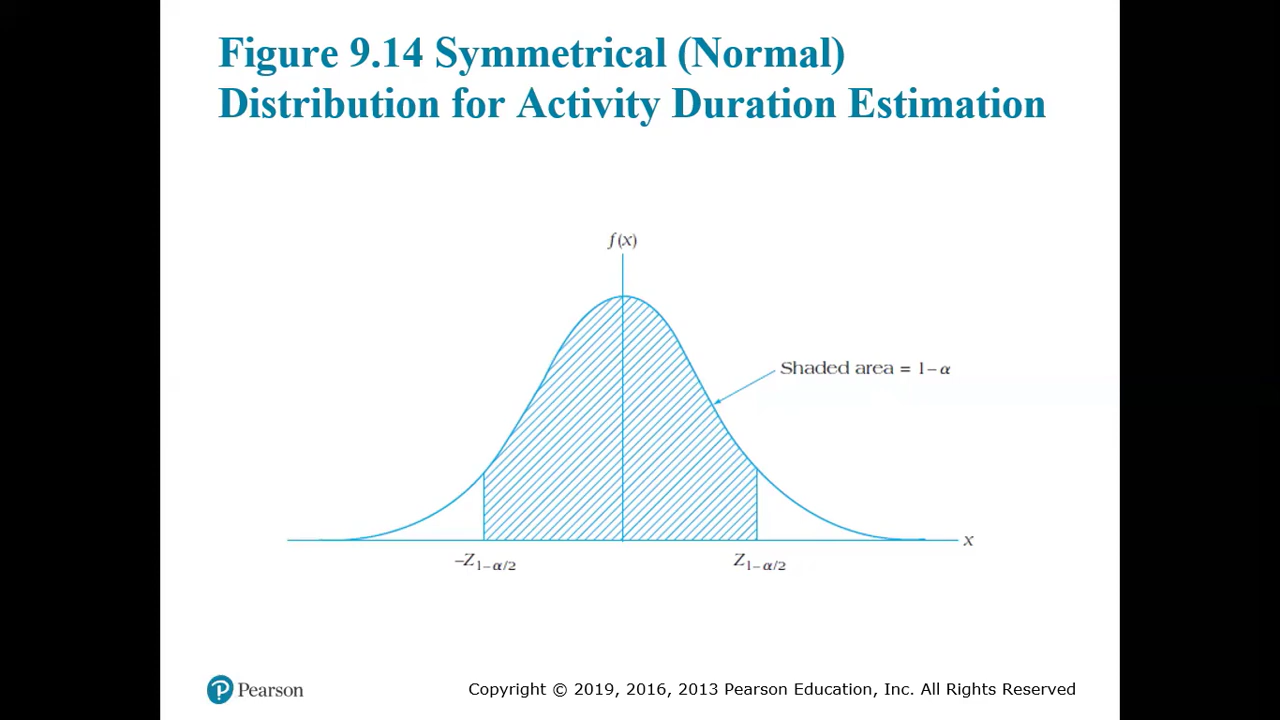 Figure 9.14 Symmetrical (Normal)
Distribution for Activity Duration Estimation
f(x)
Shaded area = 1–α
x
–Z1–α/2
Z1–α/2
Pearson
Copyright © 2019, 2016, 2013 Pearson Education, Inc. All Rights Reserved